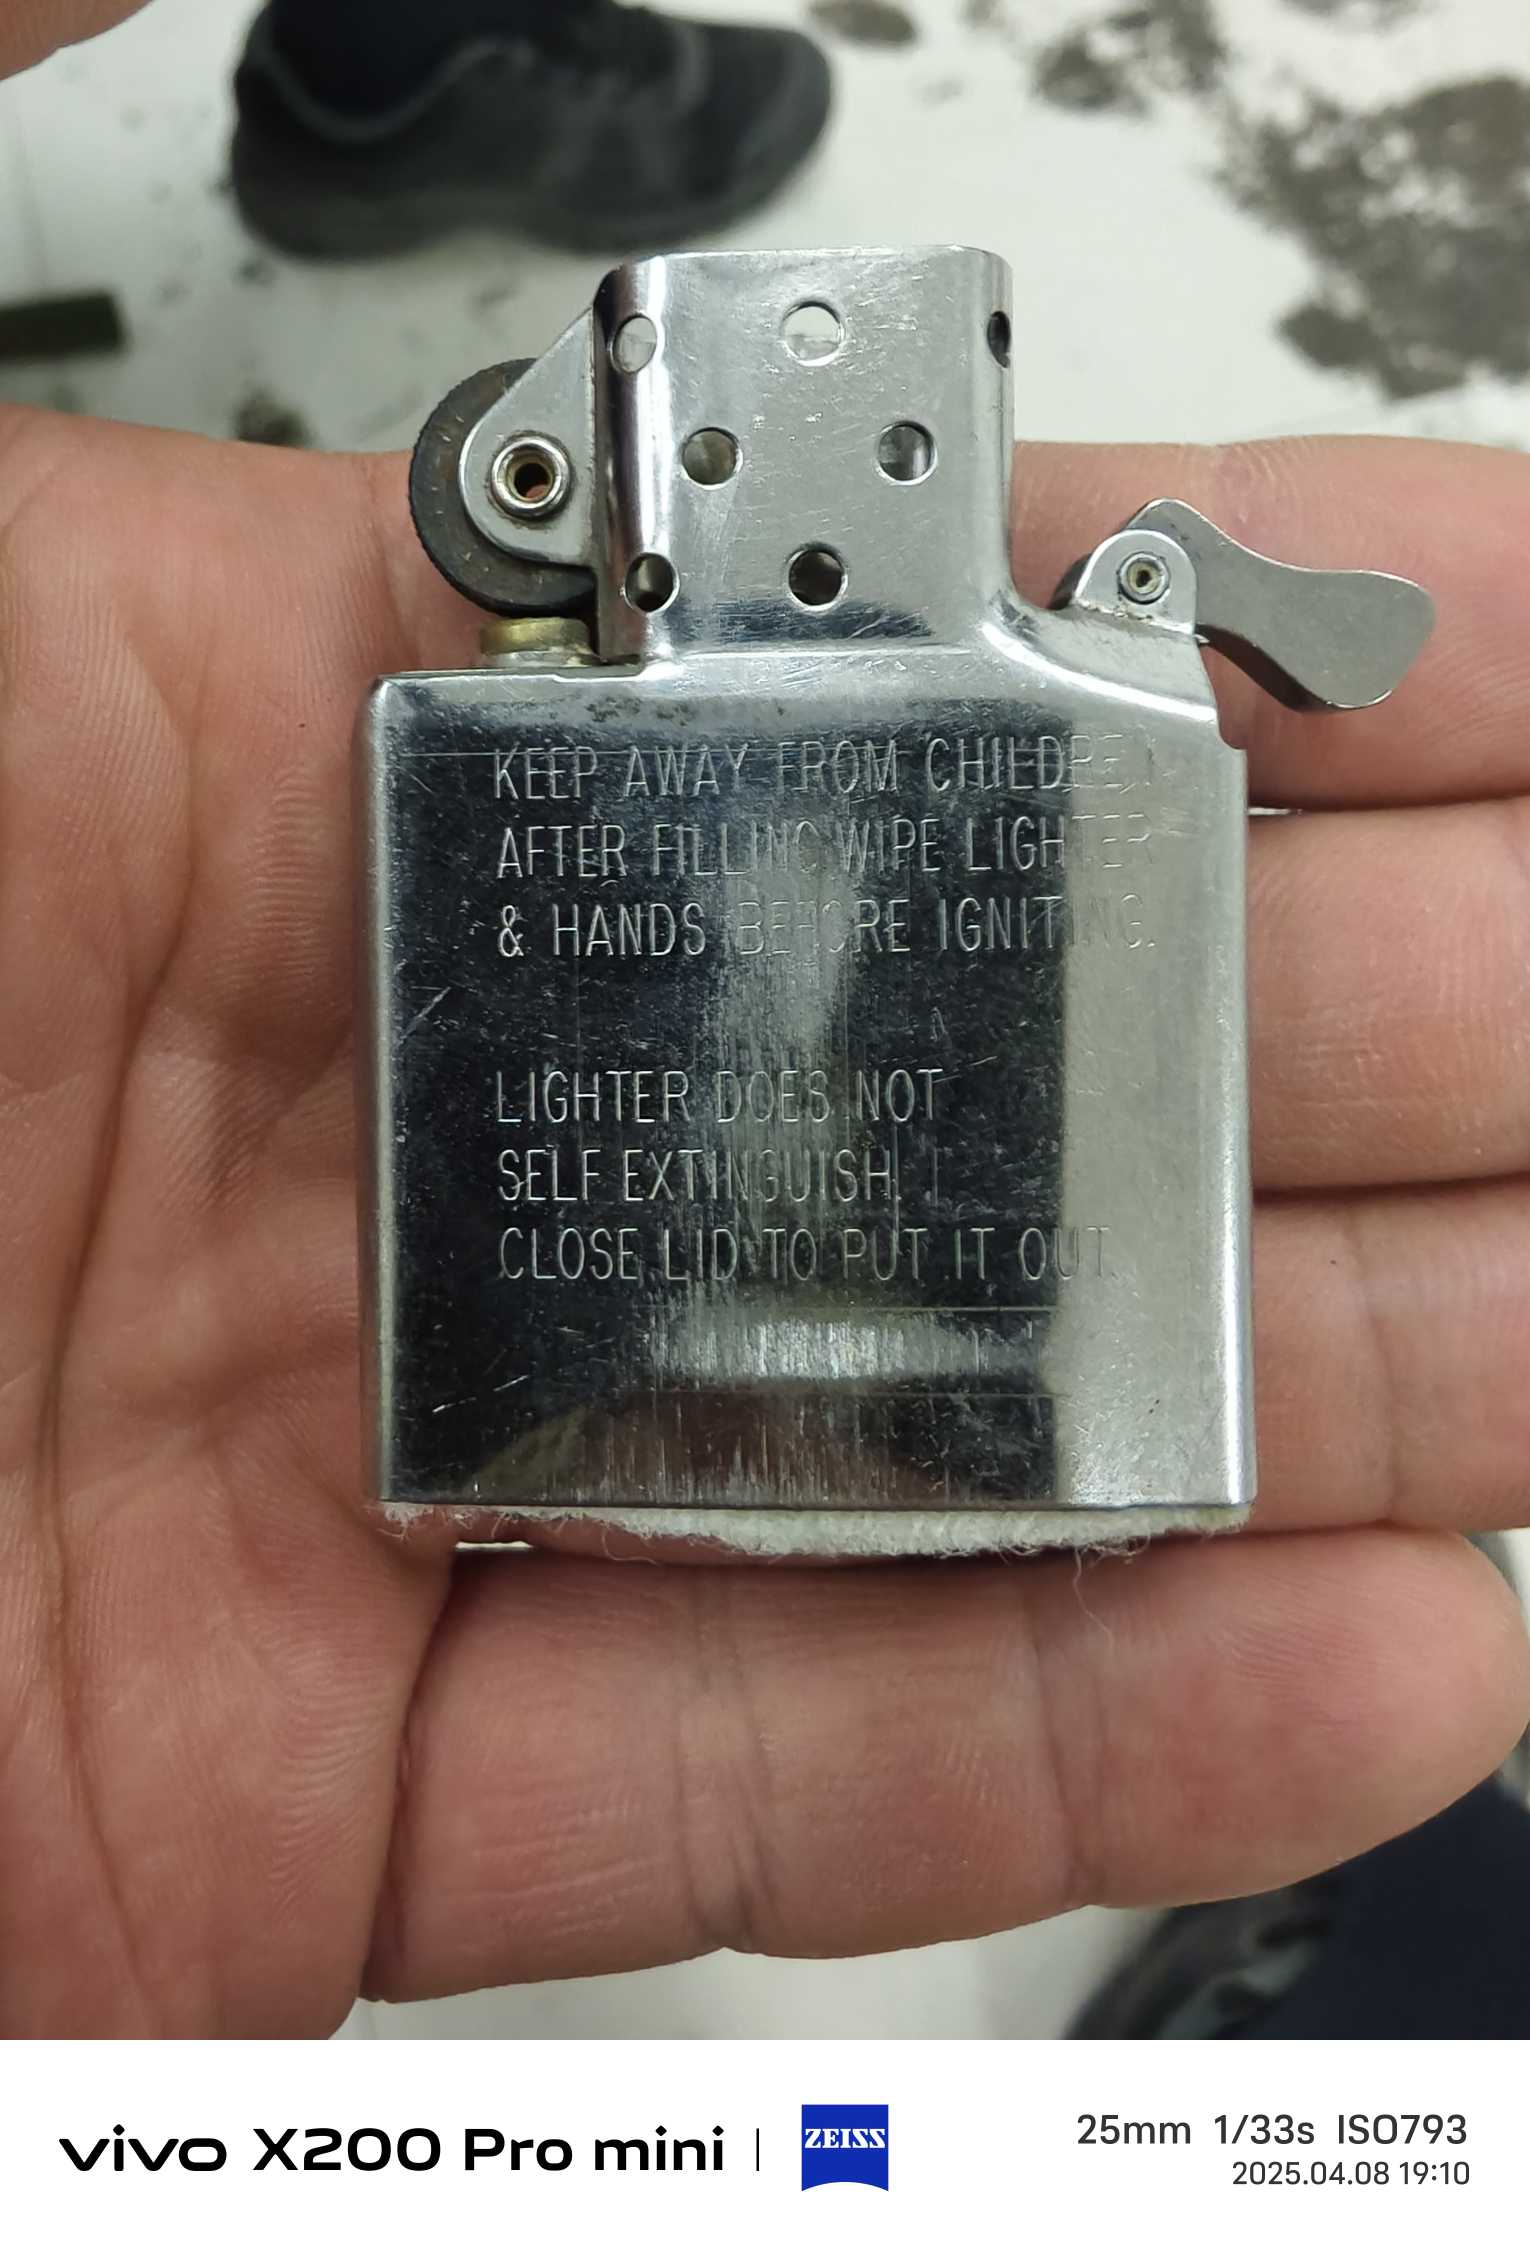 KEEP AWAY FROM CHILDREN
AFTER FILLING WIPE LIGHTER
& HANDS BEFORE IGNITING.
LIGHTER DOES NOT
SELF EXTINGUISH.
CLOSE LID TO PUT IT OUT.
vivo X200 Pro mini | ZEISS
25mm 1/33s ISO793
2025.04.08 19:10